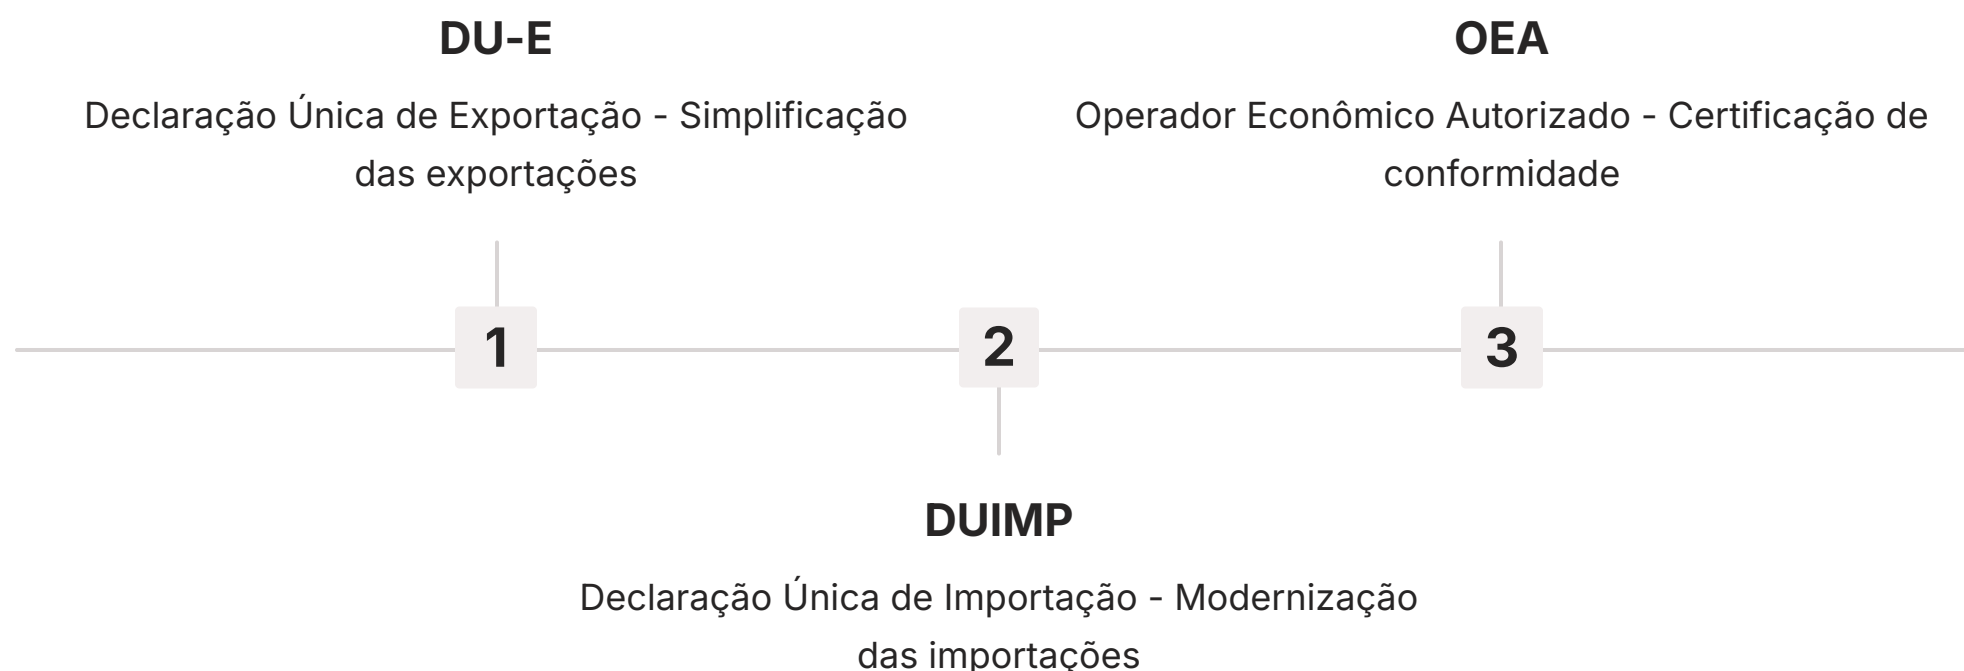 DU-E
Declaração Única de Exportação - Simplificação
das exportações
OEA
Operador Econômico Autorizado - Certificação de
conformidade
1
2
3
DUIMP
Declaração Única de Importação - Modernização
das importações